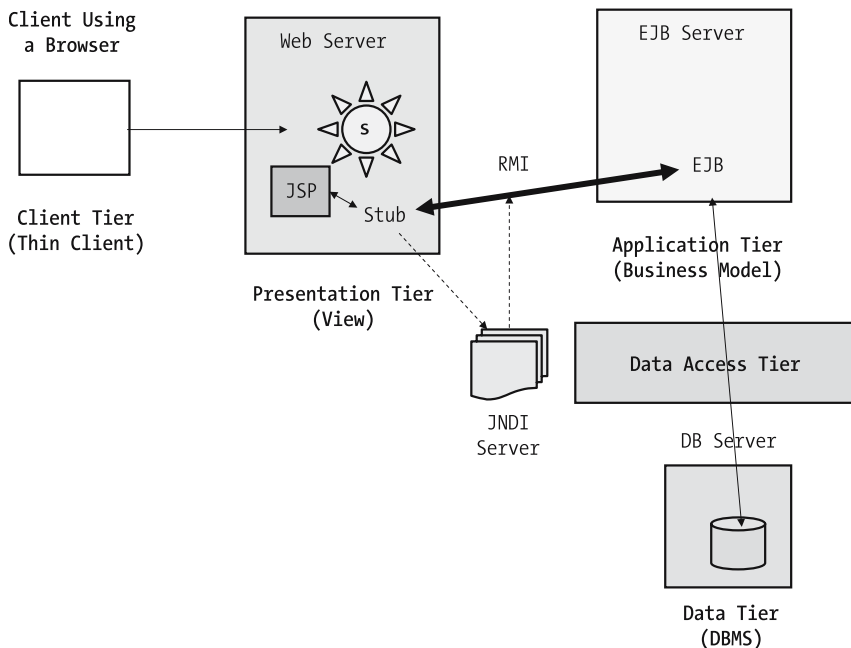 Client Using
a Browser
Web Server
EJB Server
S
JSP
Stub
RMI
EJB
Client Tier
(Thin Client)
Presentation Tier
(View)
Application Tier
(Business Model)
Data Access Tier
JNDI
Server
DB Server
Data Tier
(DBMS)